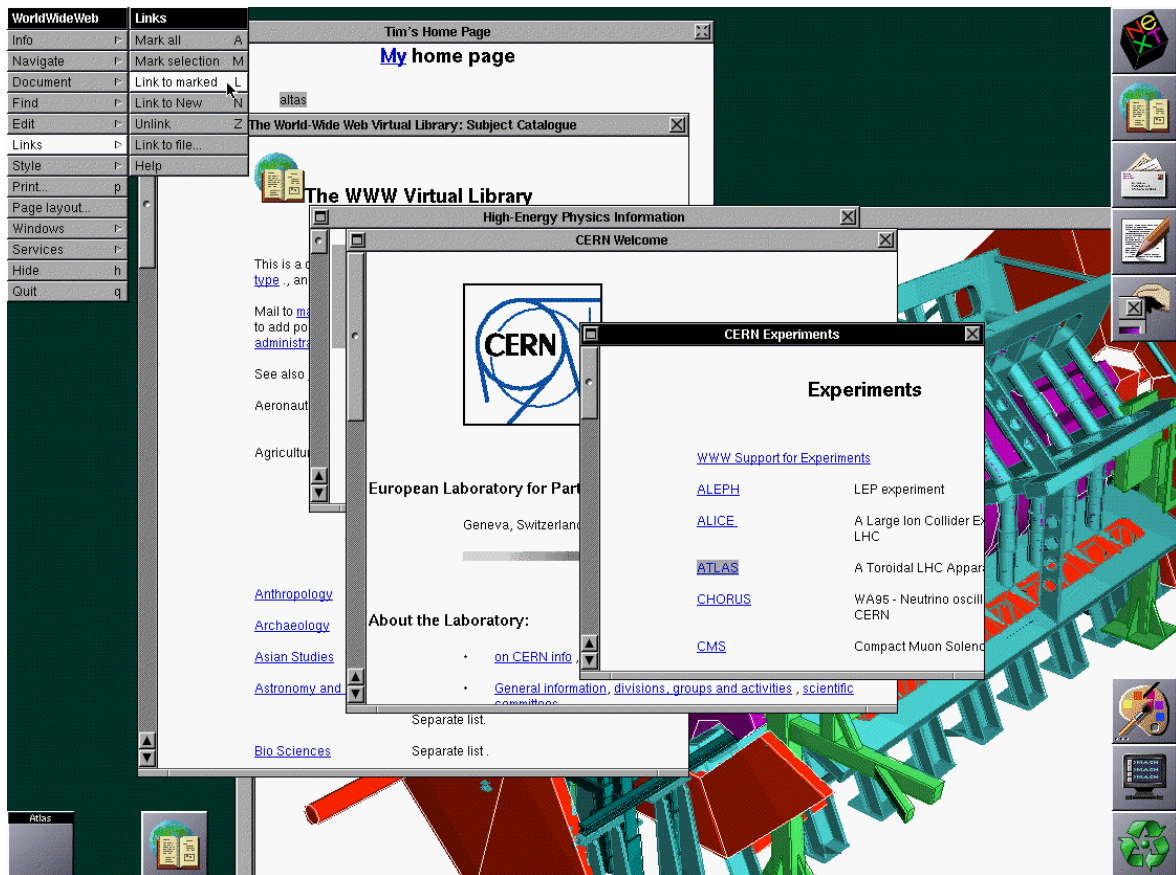 WorldWideWeb
Info
Navigate
Document
Find
Edit
Links
Style
Print... p
Page layout...
Windows
Services
Hide h
Quit q
Links
Mark all A
Mark selection M
Link to marked L
Link to New N
Unlink Z
Link to file...
Help
Tim's Home Page
My home page
altas
The World-Wide Web Virtual Library: Subject Catalogue
The WWW Virtual Library
This is a
type ., an
Mail to
to add po
administra
See also
Aeronaut
Agricultu
Anthropology
Archaeology
Asian Studies
Astronomy and
Separate list.
Bio Sciences Separate list .
High-Energy Physics Information
CERN Welcome
CERN
European Laboratory for Part
Geneva, Switzerland
About the Laboratory:
• on CERN info ,
• General information, divisions, groups and activities , scientific
committees
CERN Experiments
Experiments
WWW Support for Experiments
ALEPH LEP experiment
ALICE A Large Ion Collider Ex
LHC
ATLAS A Toroidal LHC Appar
CHORUS WA95 - Neutrino oscill
CERN
CMS Compact Muon Soleno
NeXT
MACH
MACH
MACH
Atlas